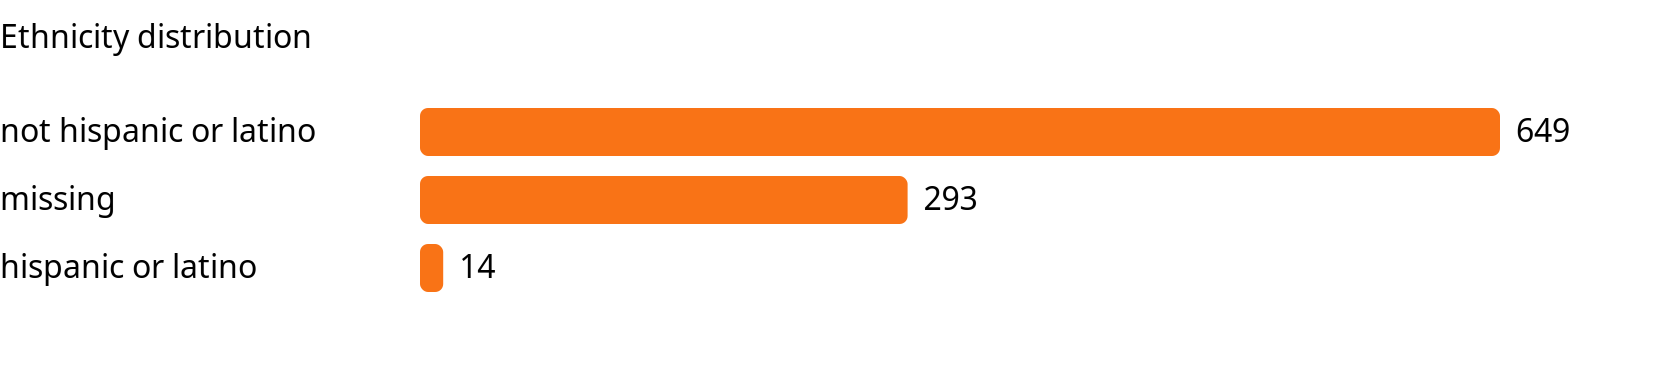 Ethnicity distribution
not hispanic or latino 649
missing 293
hispanic or latino 14